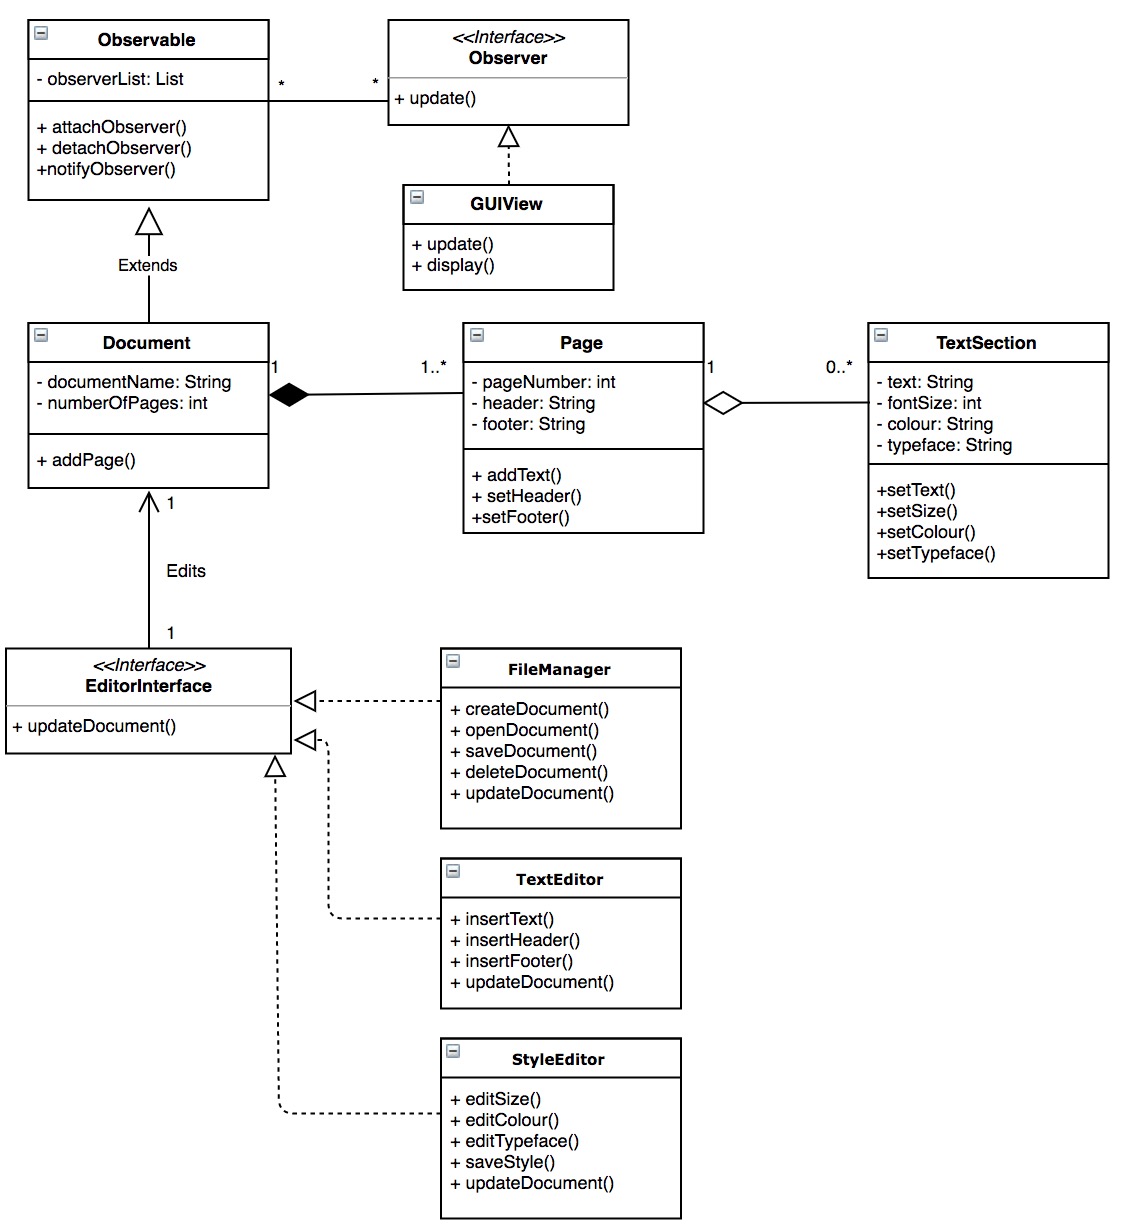 Observable
- observerList: List
+ attachObserver()
+ detachObserver()
+notifyObserver()
*
*
<<Interface>>
Observer
+ update()
GUIView
+ update()
+ display()
Extends
Document
- documentName: String
- numberOfPages: int
+ addPage()
1
1..*
Page
- pageNumber: int
- header: String
- footer: String
+ addText()
+ setHeader()
+setFooter()
1
0..*
TextSection
- text: String
- fontSize: int
- colour: String
- typeface: String
+setText()
+setSize()
+setColour()
+setTypeface()
1
Edits
1
<<Interface>>
EditorInterface
+ updateDocument()
FileManager
+ createDocument()
+ openDocument()
+ saveDocument()
+ deleteDocument()
+ updateDocument()
TextEditor
+ insertText()
+ insertHeader()
+ insertFooter()
+ updateDocument()
StyleEditor
+ editSize()
+ editColour()
+ editTypeface()
+ saveStyle()
+ updateDocument()